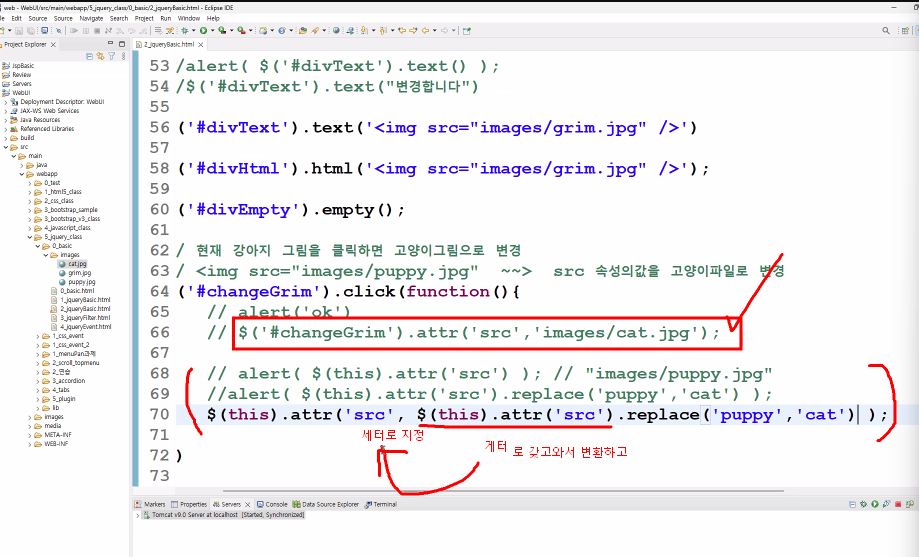 web - WebUI/src/main/webapp/5_jquery_class/0_basic/2_jqueryBasic.html - Eclipse IDE
File Edit Source Navigate Search Project Run Window Help
Project Explorer
2_jqueryBasic.html
JspBasic
Review
Servers
WebUI
Deployment Descriptor: WebUI
JAX-WS Web Services
Java Resources
Referenced Libraries
build
src
main
java
webapp
0_test
1_html5_class
2_css_class
3_bootstrap_sample
3_bootstrap_v3_class
4_javascript_class
5_jquery_class
0_basic
images
cat.jpg
grim.jpg
puppy.jpg
0_basic.html
1_jqueryBasic.html
2_jqueryBasic.html
3_jqueryFilter.html
4_jqueryEvent.html
1_css_event
1_css_event_2
1_menuPan과제
2_scroll_topmenu
2_연습
3_accordion
4_tabs
5_plugin
lib
images
media
META-INF
WEB-INF
53 /alert( $('#divText').text() );
54 /$('#divText').text("변경합니다")
55
56 ('#divText').text('<img src="images/grim.jpg" />')
57
58 ('#divHtml').html('<img src="images/grim.jpg" />');
59
60 ('#divEmpty').empty();
61
62 / 현재 강아지 그림을 클릭하면 고양이그림으로 변경
63 / <img src="images/puppy.jpg" ~~> src 속성의값을 고양이파일로 변경
64 ('#changeGrim').click(function(){
65 // alert('ok')
66 // $('#changeGrim').attr('src','images/cat.jpg');
67
68 // alert( $(this).attr('src') ); // "images/puppy.jpg"
69 //alert( $(this).attr('src').replace('puppy','cat') );
70 $(this).attr('src', $(this).attr('src').replace('puppy','cat') );
71
72 )
73
세터로 지정
게터 로 갖고와서 변환하고
Markers Properties Servers Console Data Source Explorer Terminal
Tomcat v9.0 Server at localhost [Started, Synchronized]